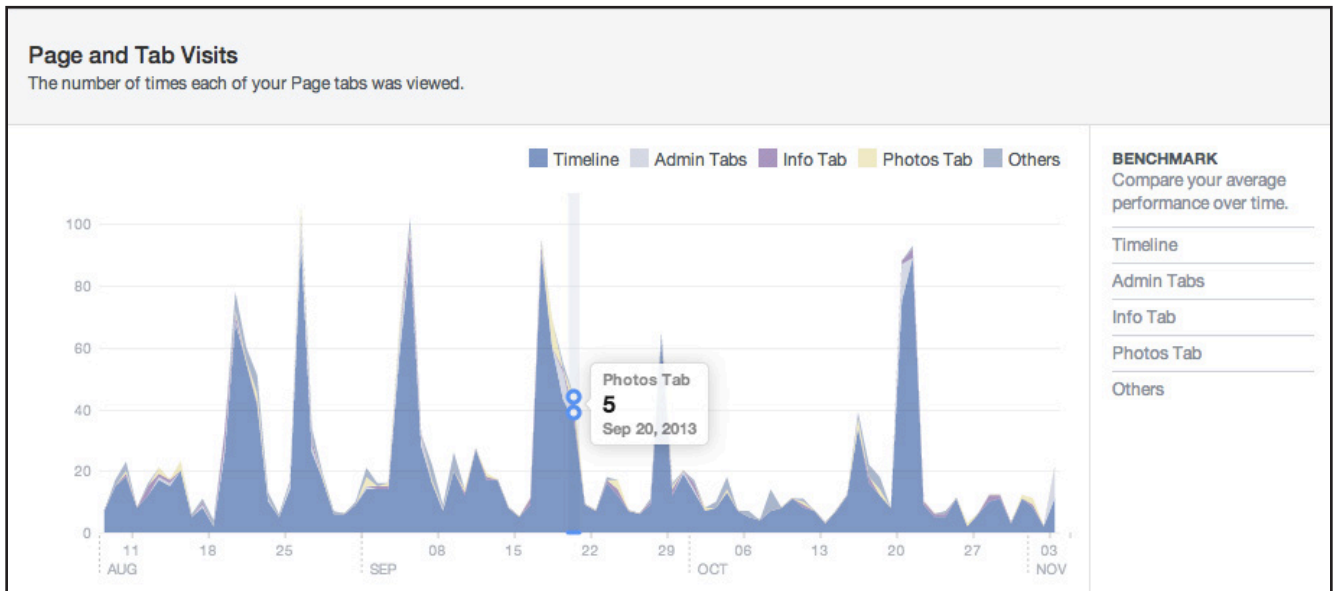 Page and Tab Visits
The number of times each of your Page tabs was viewed.
Timeline Admin Tabs Info Tab Photos Tab Others
BENCHMARK
Compare your average
performance over time.
Timeline
Admin Tabs
Info Tab
Photos Tab
Others
100
80
60
40
20
0
Photos Tab
5
Sep 20, 2013
11 18 25 08 15 22 29 06 13 20 27 03
AUG SEP OCT NOV